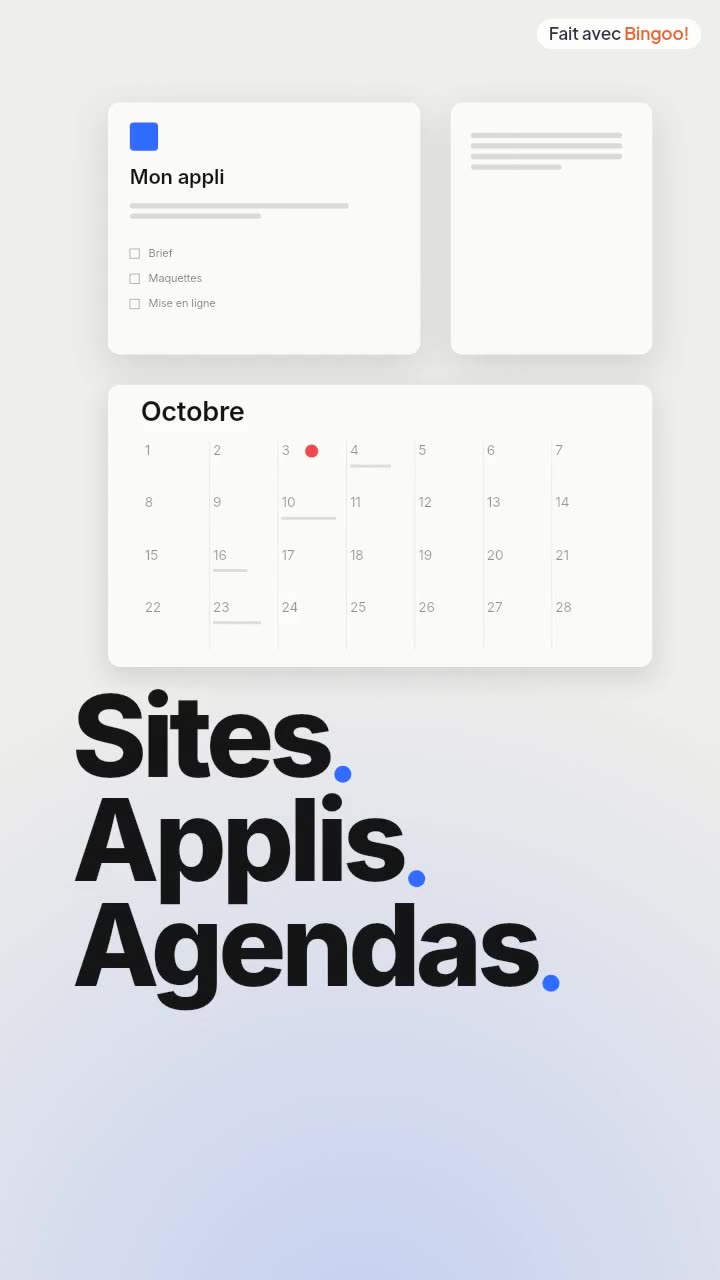 Fait avec Bingoo!
Mon appli
Brief
Maquettes
Mise en ligne
Octobre
1 2 3 4 5 6 7
8 9 10 11 12 13 14
15 16 17 18 19 20 21
22 23 24 25 26 27 28
Sites.
Applis.
Agendas.